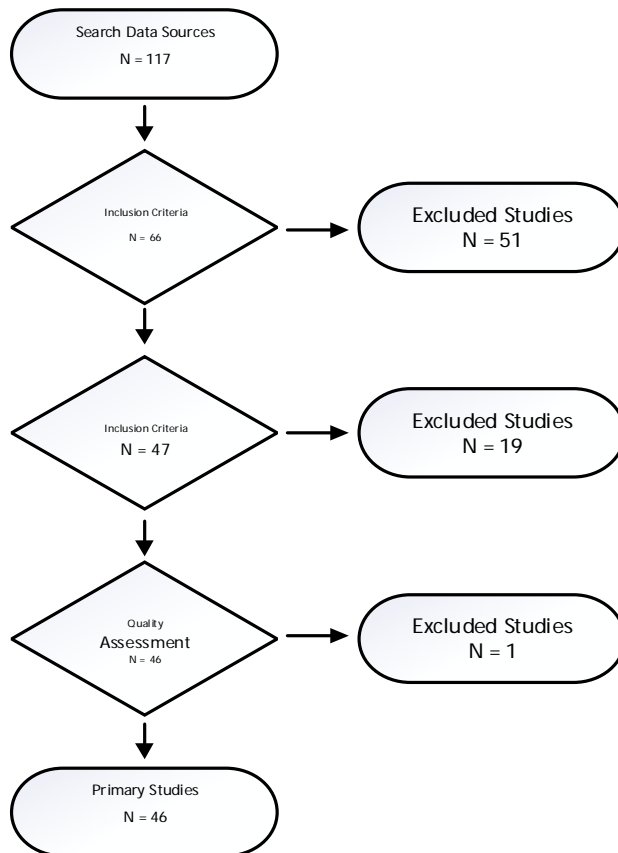 Search Data Sources
N = 117
Inclusion Criteria
N = 66
Excluded Studies
N = 51
Inclusion Criteria
N = 47
Excluded Studies
N = 19
Quality
Assessment
N = 46
Excluded Studies
N = 1
Primary Studies
N = 46